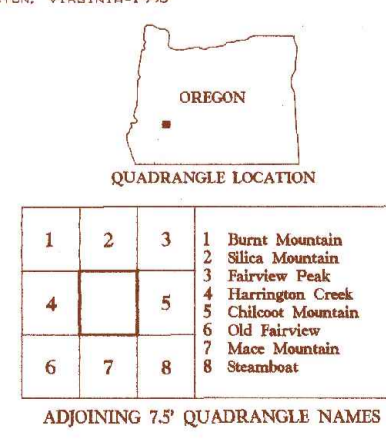 OREGON
QUADRANGLE LOCATION
1 2 3
4 5
6 7 8
1 Burnt Mountain
2 Silica Mountain
3 Fairview Peak
4 Harrington Creek
5 Chilcoot Mountain
6 Old Fairview
7 Mace Mountain
8 Steamboat
ADJOINING 7.5' QUADRANGLE NAMES